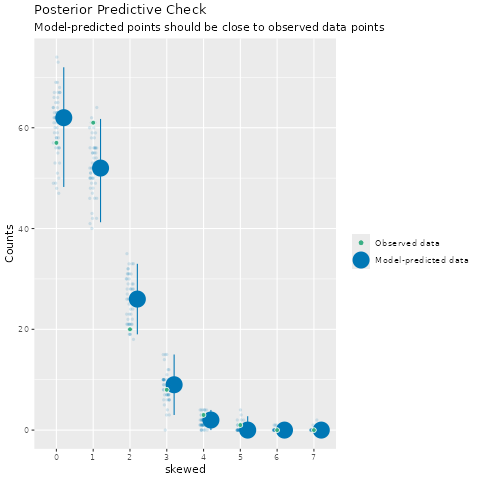 Posterior Predictive Check
Model-predicted points should be close to observed data points
Counts
60
40
20
0
0 1 2 3 4 5 6 7
skewed
Observed data
Model-predicted data